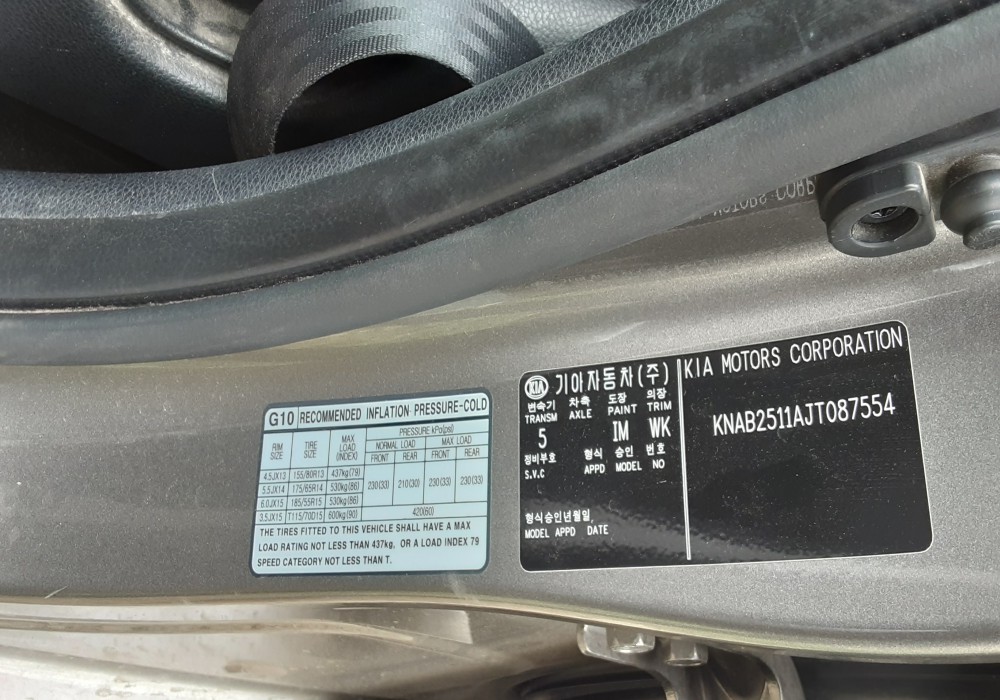 MOTORS CORP
G10 RECOMMENDED INFLATION PRESSURE-COLD
RIM SIZE TIRE SIZE MAX LOAD (INDEX) PRESSURE kPa(psi)
NORMAL LOAD MAX LOAD
FRONT REAR FRONT REAR
4.5JX13 155/80R13 437kg(79)
5.5JX14 175/65R14 530kg(86) 230(33) 210(30) 230(33) 230(33)
6.0JX15 185/55R15 530kg(86)
3.5JX15 T115/70D15 600kg(90) 420(60)
THE TIRES FITTED TO THIS VEHICLE SHALL HAVE A MAX
LOAD RATING NOT LESS THAN 437kg, OR A LOAD INDEX 79
SPEED CATEGORY NOT LESS THAN T.
KIA 기아자동차(주)
변속기 차축 도장 의장
TRANSM AXLE PAINT TRIM
5 IM WK
정비부호 형식 승인 번호
S.V.C APPD MODEL NO
형식승인년월일,
MODEL APPD DATE
KIA MOTORS CORPORATION
KNAB2511AJT087554